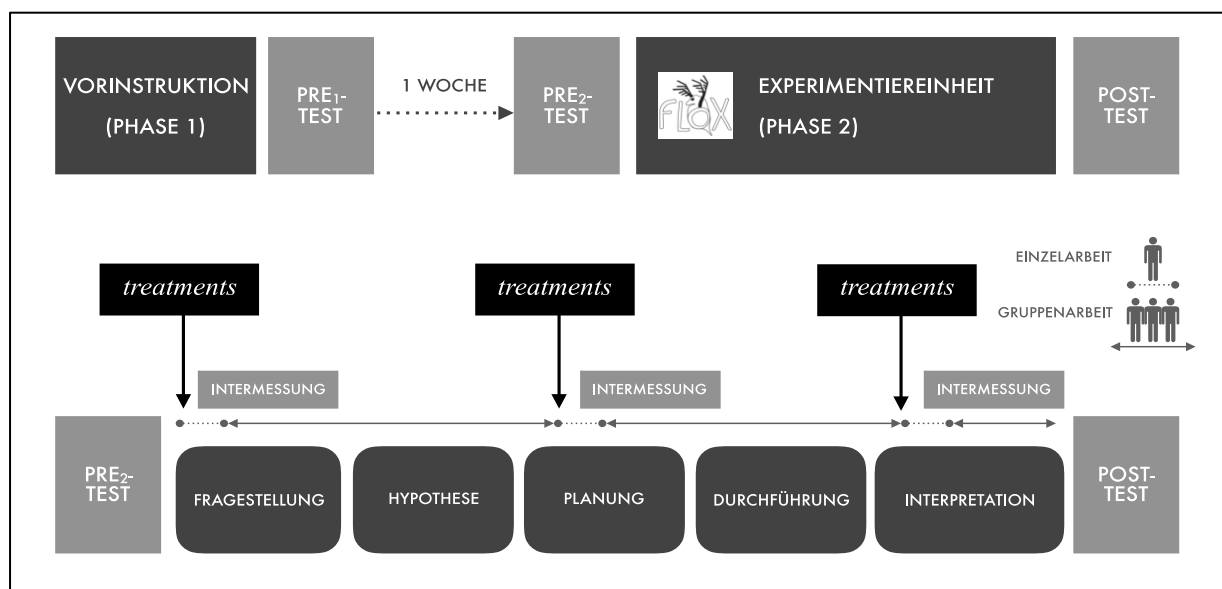 VORINSTRUKTION
(PHASE 1)
PRE₁-
TEST
1 WOCHE
PRE₂-
TEST
FLOX
EXPERIMENTIEREINHEIT
(PHASE 2)
POST-
TEST
EINZELARBEIT
GRUPPENARBEIT
treatments
treatments
treatments
INTERMESSUNG
INTERMESSUNG
INTERMESSUNG
PRE₂-
TEST
FRAGESTELLUNG
HYPOTHESE
PLANUNG
DURCHFÜHRUNG
INTERPRETATION
POST-
TEST